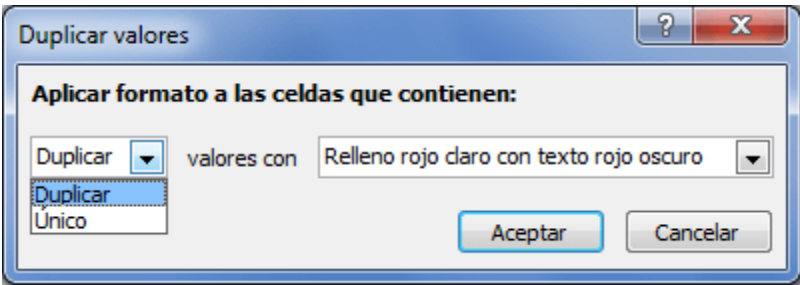 Duplicar valores
Aplicar formato a las celdas que contienen:
Duplicar valores con Relleno rojo claro con texto rojo oscuro
Duplicar
Único
Aceptar Cancelar